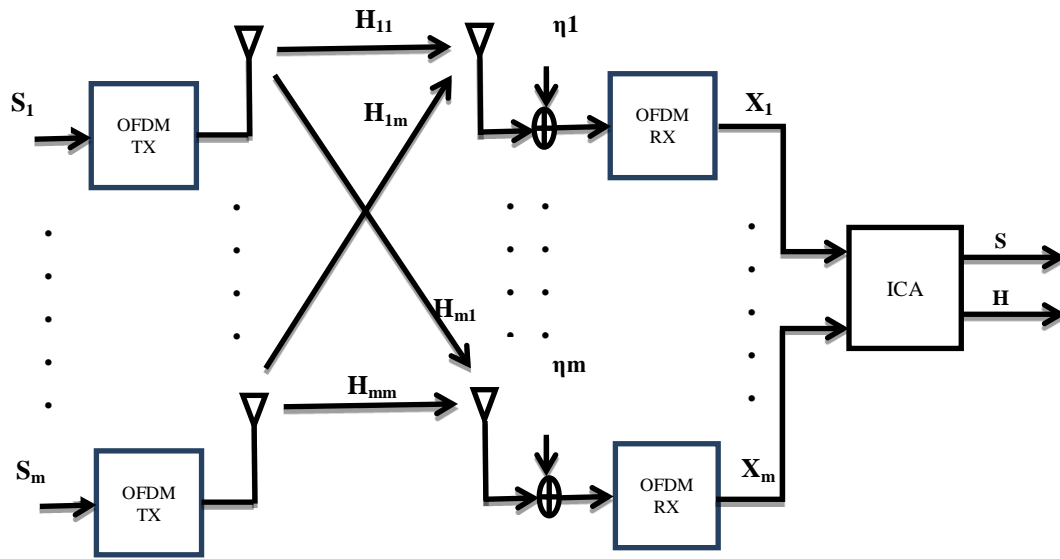 H₁₁
η1
S₁
OFDM
TX
H₁ₘ
OFDM
RX
X₁
ICA
S
H
Hₘ₁
ηm
Hₘₘ
Sₘ
OFDM
TX
OFDM
RX
Xₘ